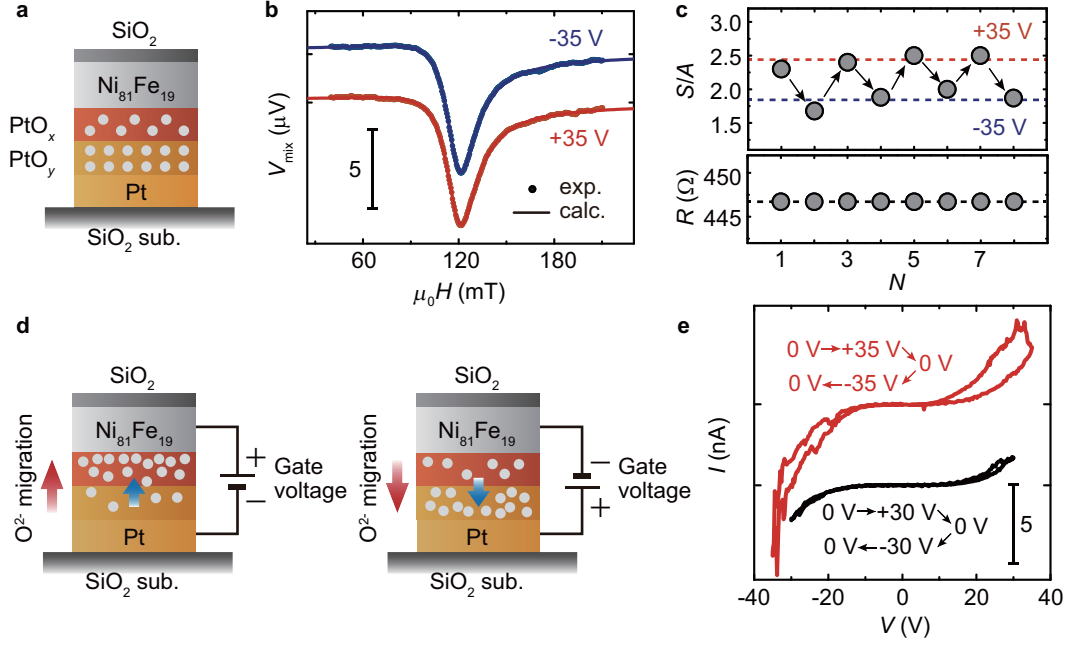 a
SiO2
Ni81Fe19
PtOx
PtOy
Pt
SiO2 sub.
b
Vmix (μV)
-35 V
+35 V
5
exp.
calc.
60 120 180
μ0H (mT)
c
S/A
3.0
2.5
2.0
1.5
+35 V
-35 V
R (Ω)
450
445
1 3 5 7
N
d
O2- migration
SiO2
Ni81Fe19
Pt
SiO2 sub.
+
−
Gate
voltage
O2- migration
SiO2
Ni81Fe19
Pt
SiO2 sub.
−
+
Gate
voltage
e
I (nA)
0 V→+35 V
0 V
0 V←-35 V
0 V→+30 V
0 V
0 V←-30 V
5
-40 -20 0 20 40
V (V)